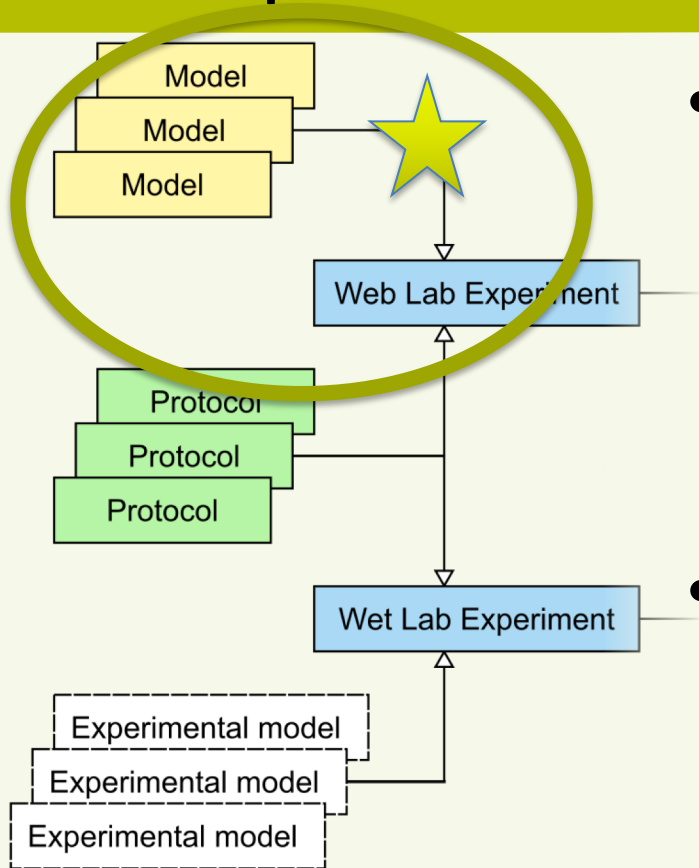 Model
Model
Model
Web Lab Experiment
Protocol
Protocol
Protocol
Wet Lab Experiment
Experimental model
Experimental model
Experimental model